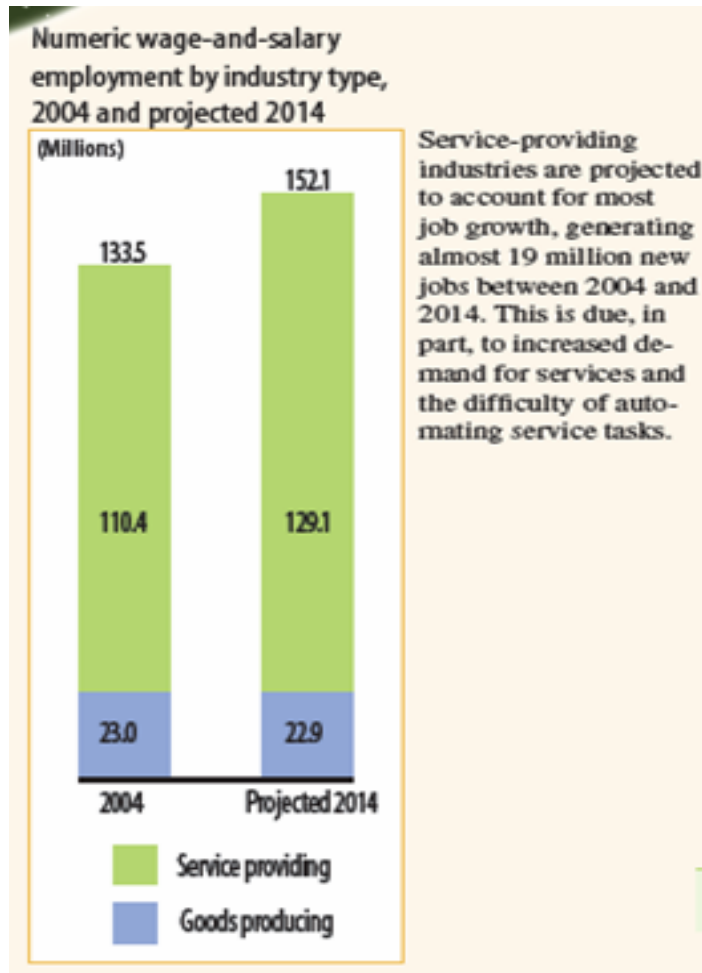 Numeric wage-and-salary
employment by industry type,
2004 and projected 2014
(Millions)
133.5
152.1
110.4
129.1
23.0
22.9
2004
Projected 2014
Service providing
Goods producing
Service-providing
industries are projected
to account for most
job growth, generating
almost 19 million new
jobs between 2004 and
2014. This is due, in
part, to increased de-
mand for services and
the difficulty of auto-
mating service tasks.